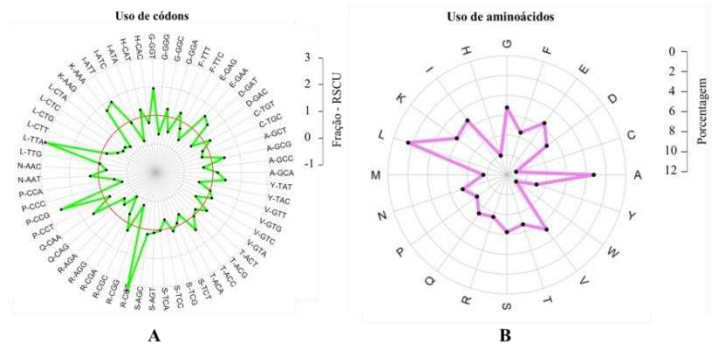 Uso de códons
G-GGT
G-GGG
G-GGC
G-GGA
F-TTT
F-TTC
E-GAG
E-GAA
D-GAT
D-GAC
C-TGT
C-TGC
A-GCT
A-GCG
A-GCC
A-GCA
Y-TAT
Y-TAC
V-GTT
V-GTG
V-GTC
V-GTA
T-ACT
T-ACG
T-ACC
T-ACA
S-TCT
S-TCG
S-TCC
S-TCA
S-AGT
S-AGC
R-CGT
R-CGG
R-CGC
R-CGA
R-AGG
R-AGA
Q-CAG
Q-CAA
P-CCT
P-CCG
P-CCC
P-CCA
N-AAT
N-AAC
L-TTG
L-TTA
L-CTT
L-CTG
L-CTC
L-CTA
K-AAG
K-AAA
I-ATT
I-ATC
I-ATA
H-CAT
H-CAC
3
2
1
0
-1
Fração - RSCU
A
Uso de aminoácidos
G
F
E
D
C
A
Y
W
V
T
S
R
Q
P
N
M
L
K
I
H
0
2
4
6
8
10
12
Porcentagem
B